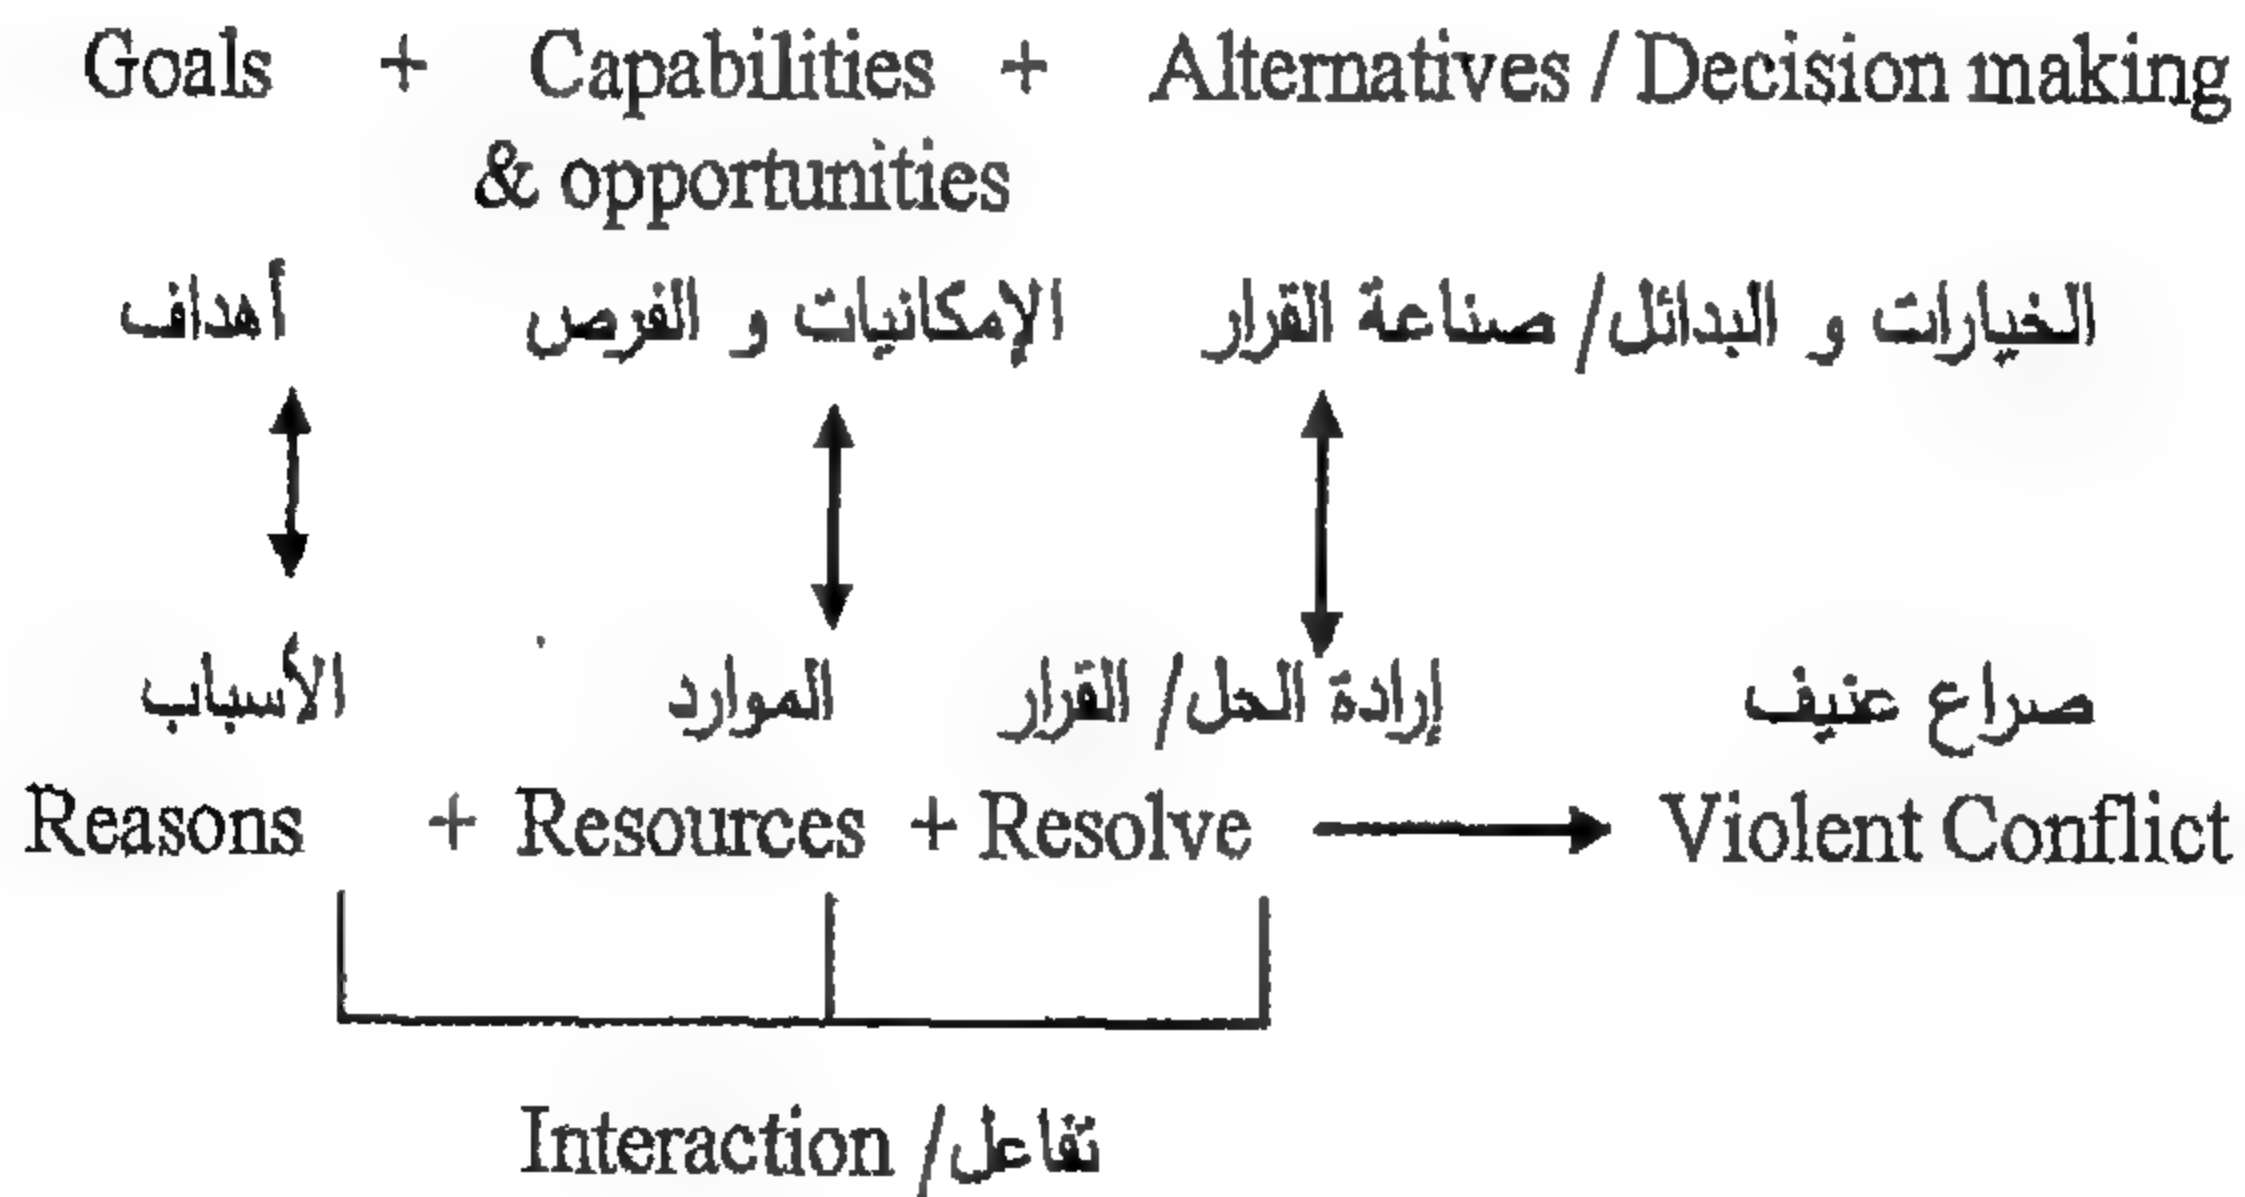 Goals + Capabilities + Alternatives / Decision making
& opportunities
أهداف الإمكانيات و الفرص الخيارات و البدائل/ صناعة القرار
الأسباب الموارد إرادة الحل/ القرار صراع عنيف
Reasons + Resources + Resolve Violent Conflict
Interaction / تفاعل